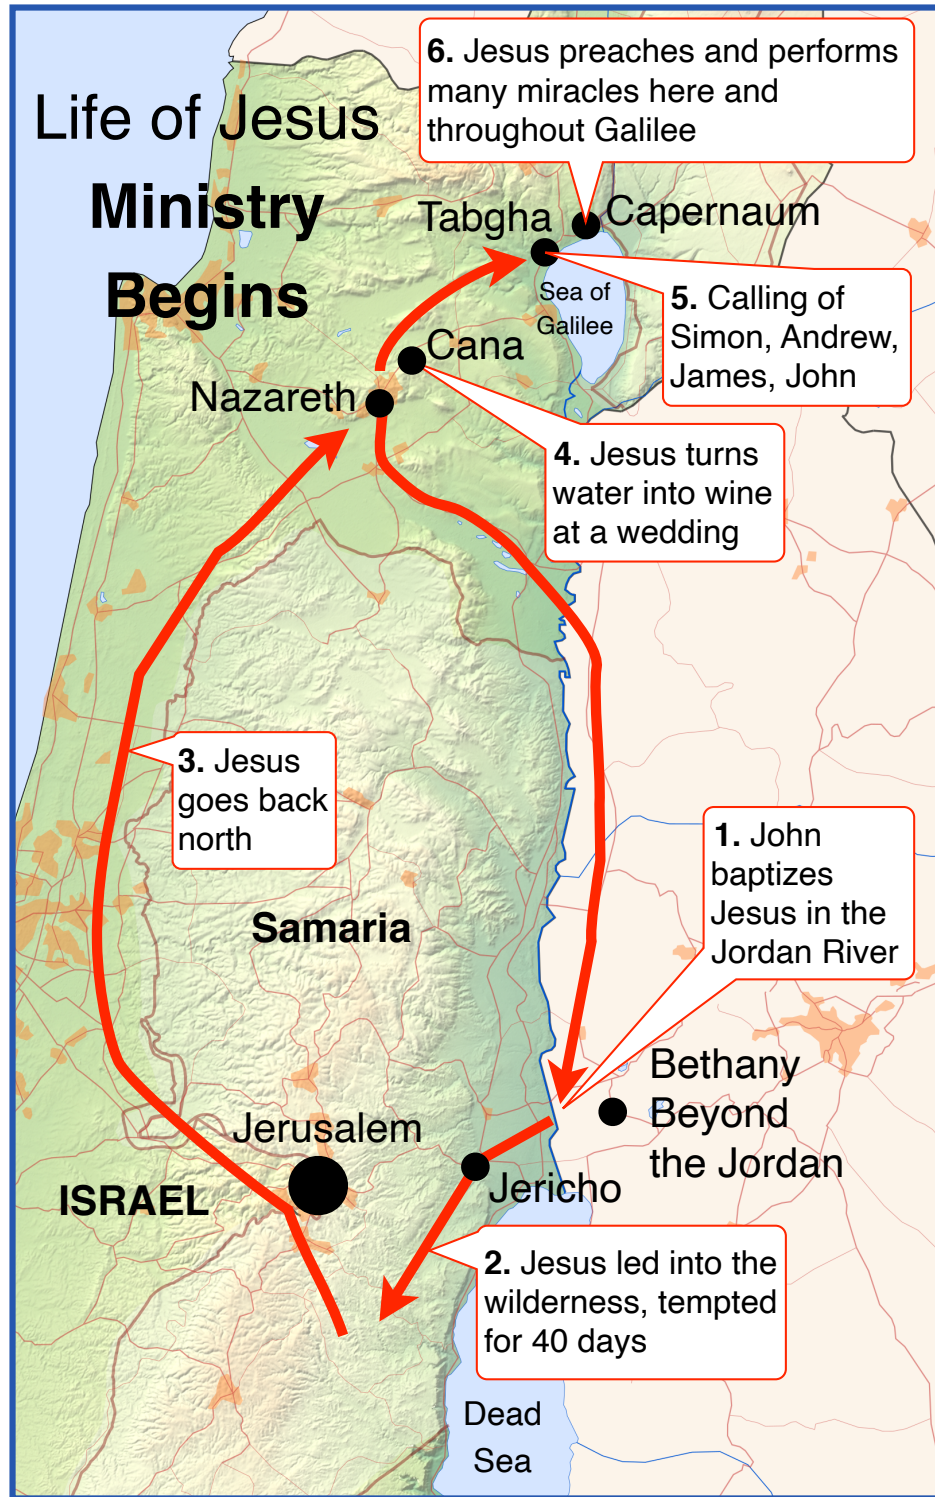 Life of Jesus
Ministry
Begins
6. Jesus preaches and performs
many miracles here and
throughout Galilee
Tabgha
Capernaum
Sea of
Galilee
5. Calling of
Simon, Andrew,
James, John
Cana
Nazareth
4. Jesus turns
water into wine
at a wedding
3. Jesus
goes back
north
1. John
baptizes
Jesus in the
Jordan River
Samaria
Bethany
Beyond
the Jordan
Jerusalem
Jericho
ISRAEL
2. Jesus led into the
wilderness, tempted
for 40 days
Dead
Sea